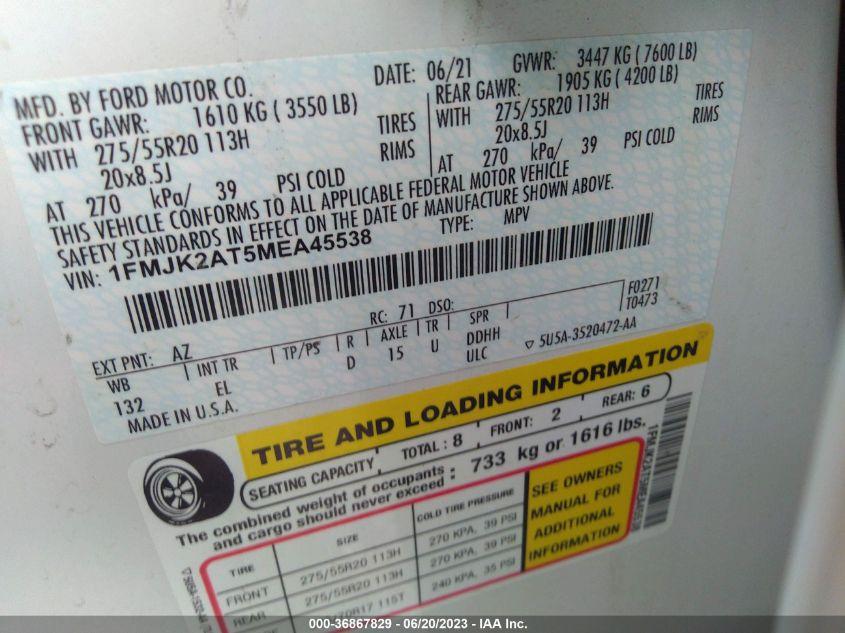 MFD. BY FORD MOTOR CO.
DATE: 06/21 GVWR: 3447 KG (7600 LB)
FRONT GAWR: 1610 KG (3550 LB)
REAR GAWR: 1905 KG (4200 LB)
WITH 275/55R20 113H TIRES
WITH 275/55R20 113H TIRES
20x8.5J RIMS
20x8.5J RIMS
AT 270 kPa/ 39 PSI COLD
AT 270 kPa/ 39 PSI COLD
THIS VEHICLE CONFORMS TO ALL APPLICABLE FEDERAL MOTOR VEHICLE
SAFETY STANDARDS IN EFFECT ON THE DATE OF MANUFACTURE SHOWN ABOVE.
VIN: 1FMJK2AT5MEA45538 TYPE: MPV
F0271
T0473
EXT PNT: AZ RC: 71 DSO:
WB INT TR TP/PS R AXLE TR SPR
132 EL D 15 U DDHH
ULC
MADE IN U.S.A. ▽ 5U5A-3520472-AA
TIRE AND LOADING INFORMATION
SEATING CAPACITY TOTAL: 8 FRONT: 2 REAR: 6
The combined weight of occupants
and cargo should never exceed : 733 kg or 1616 lbs.
TIRE SIZE COLD TIRE PRESSURE
FRONT 275/55R20 113H 270 KPA, 39 PSI
REAR 275/55R20 113H 270 KPA, 39 PSI
70R17 115T 240 KPA, 35 PSI
SEE OWNERS
MANUAL FOR
ADDITIONAL
INFORMATION
1FMJK2AT5MEA45538
000-36867829 - 06/20/2023 - IAA Inc.